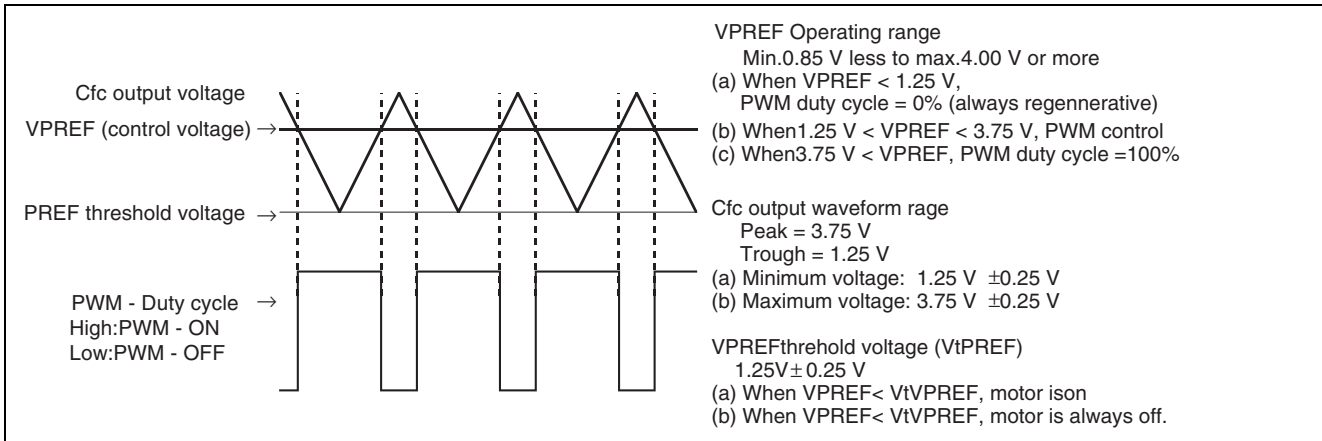 Cfc output voltage
VPREF (control voltage) →
PREF threshold voltage →
PWM - Duty cycle →
High:PWM - ON
Low:PWM - OFF
VPREF Operating range
Min.0.85 V less to max.4.00 V or more
(a) When VPREF < 1.25 V,
PWM duty cycle = 0% (always regennerative)
(b) When1.25 V < VPREF < 3.75 V, PWM control
(c) When3.75 V < VPREF, PWM duty cycle =100%
Cfc output waveform rage
Peak = 3.75 V
Trough = 1.25 V
(a) Minimum voltage: 1.25 V ±0.25 V
(b) Maximum voltage: 3.75 V ±0.25 V
VPREFthrehold voltage (VtPREF)
1.25V± 0.25 V
(a) When VPREF< VtVPREF, motor ison
(b) When VPREF< VtVPREF, motor is always off.